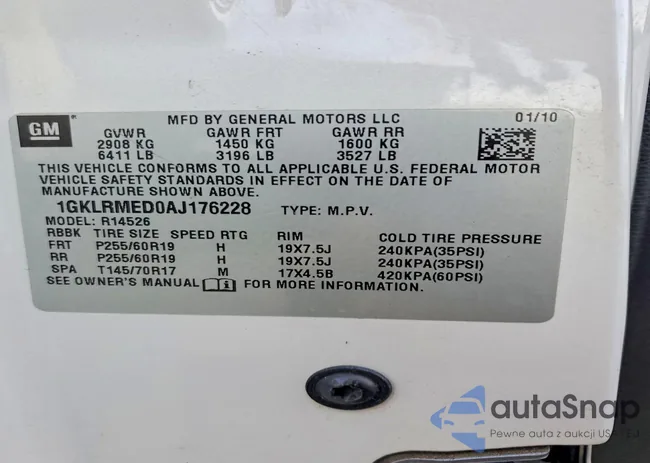 GM
MFD BY GENERAL MOTORS LLC 01/10
GVWR GAWR FRT GAWR RR
2908 KG 1450 KG 1600 KG
6411 LB 3196 LB 3527 LB
THIS VEHICLE CONFORMS TO ALL APPLICABLE U.S. FEDERAL MOTOR
VEHICLE SAFETY STANDARDS IN EFFECT ON THE DATE OF
MANUFACTURE SHOWN ABOVE.
1GKLRMED0AJ176228 TYPE: M.P.V.
MODEL: R14526
RBBK TIRE SIZE SPEED RTG RIM COLD TIRE PRESSURE
FRT P255/60R19 H 19X7.5J 240KPA(35PSI)
RR P255/60R19 H 19X7.5J 240KPA(35PSI)
SPA T145/70R17 M 17X4.5B 420KPA(60PSI)
SEE OWNER'S MANUAL FOR MORE INFORMATION.
autaSnap
Pewne auta z aukcji US